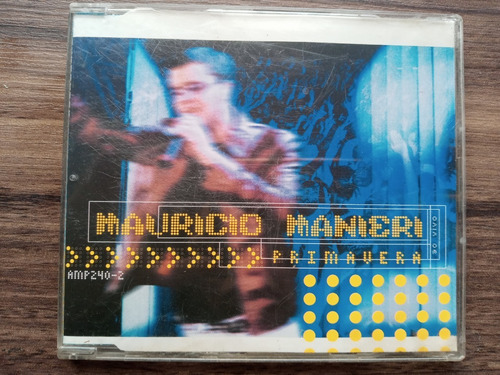 MAURICIO MANIERI
AO VIVO
PRIMAVERA
AMP240-2